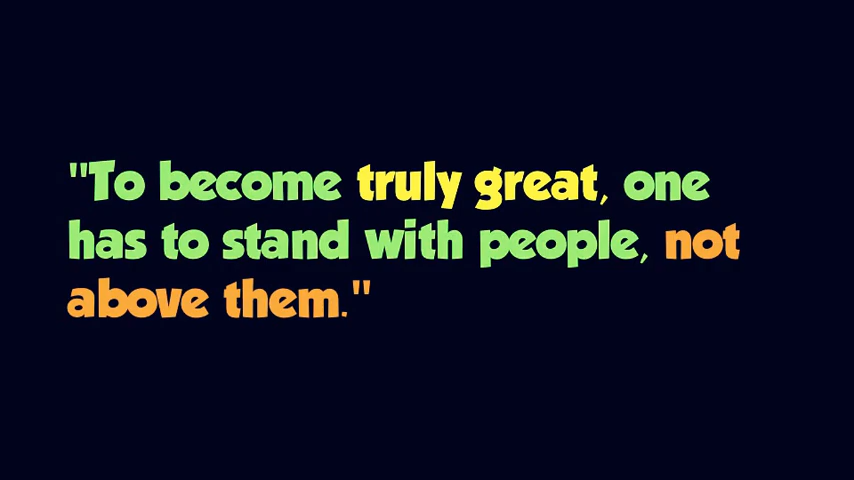 "To become truly great, one
has to stand with people, not
above them."